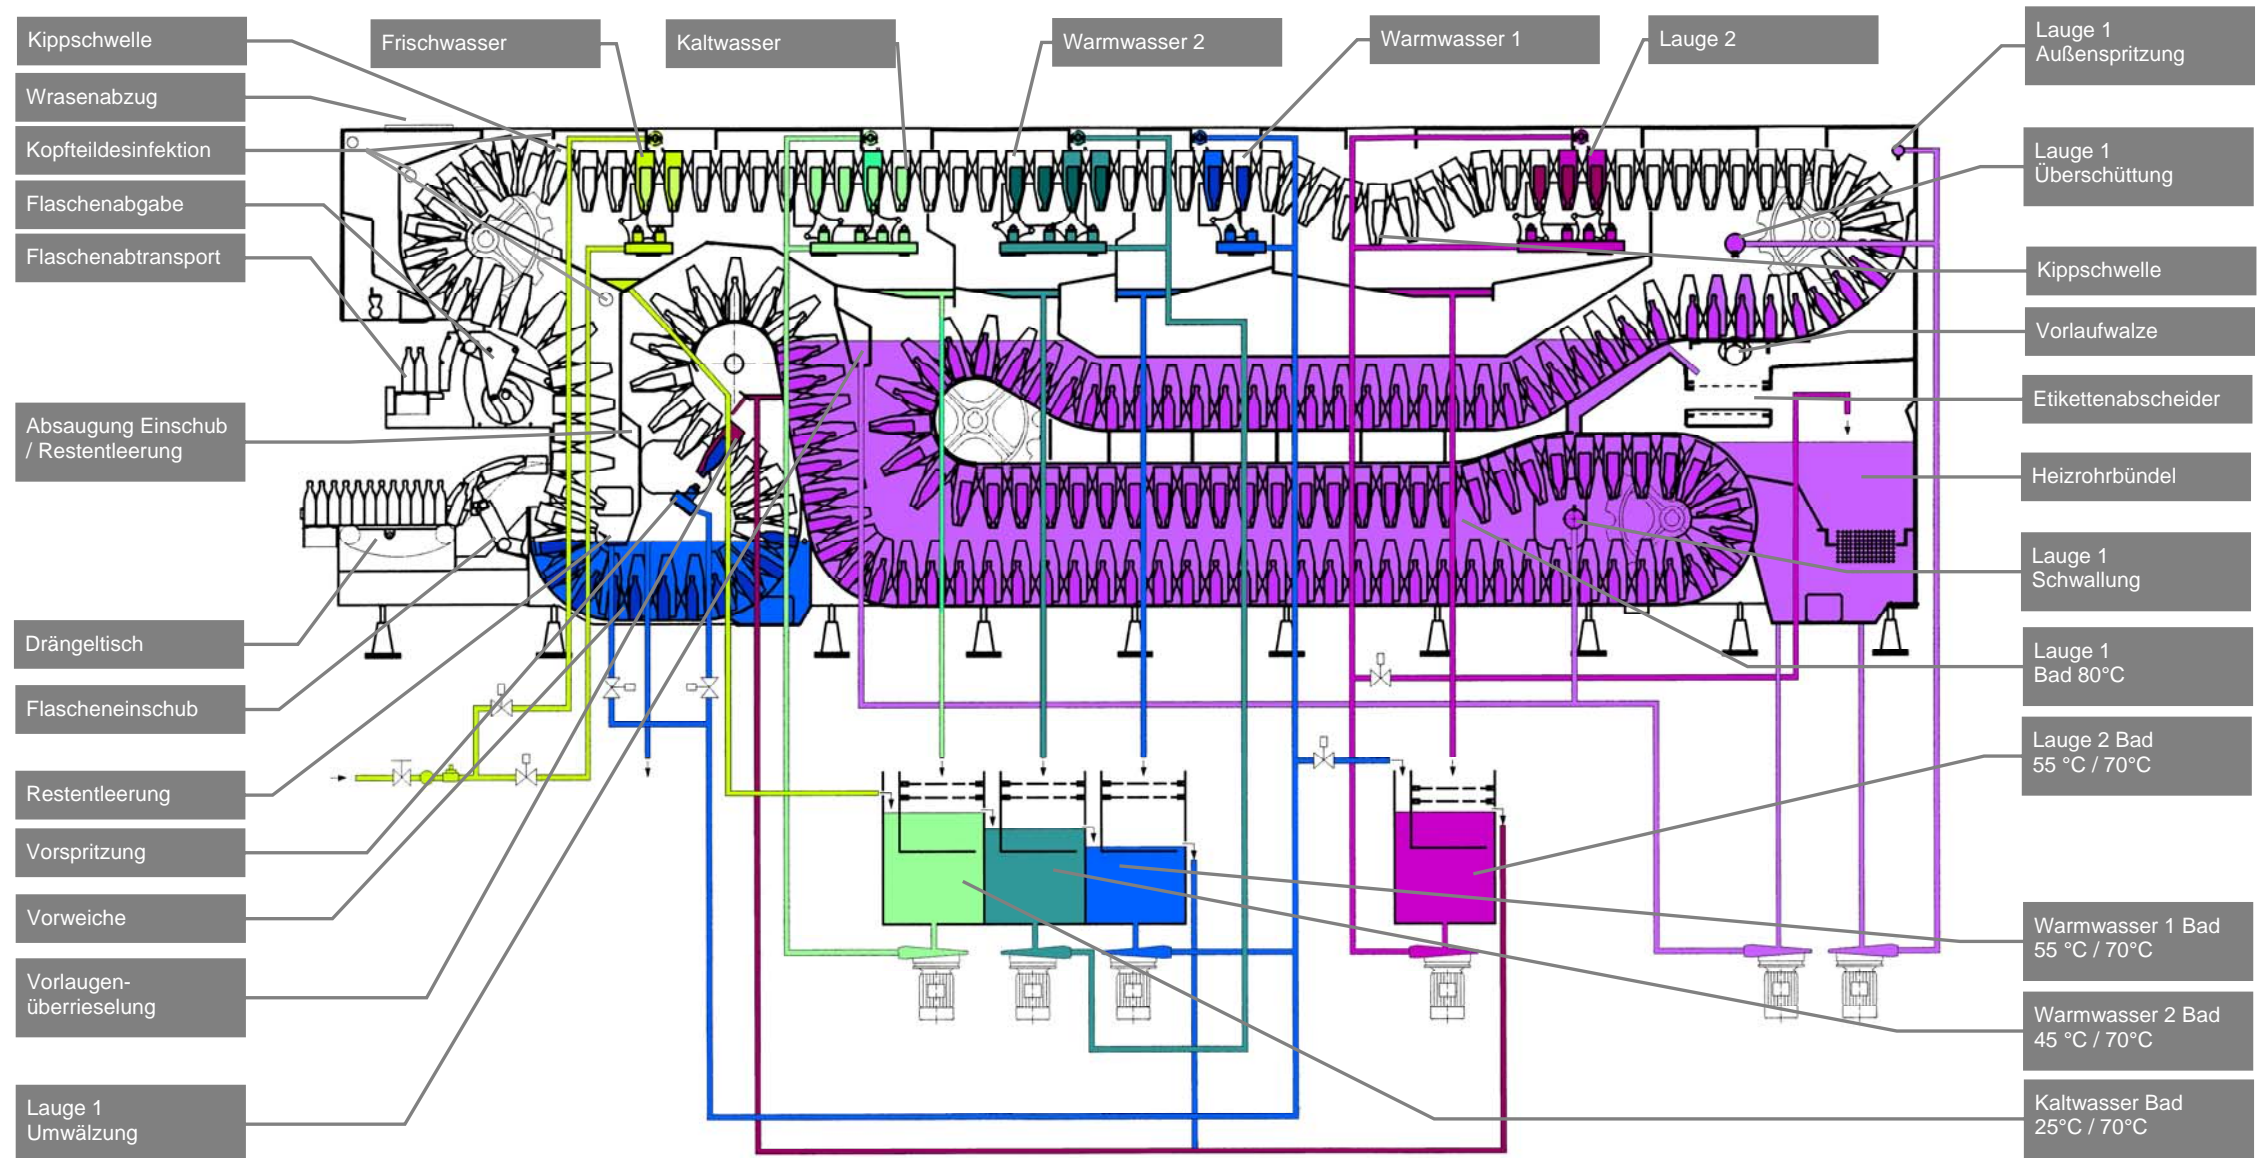 Kippschwelle
Wrasenabzug
Kopfteildesinfektion
Flaschenabgabe
Flaschenabtransport
Absaugung Einschub
/ Restentleerung
Drängeltisch
Flascheneinschub
Restentleerung
Vorspritzung
Vorweiche
Vorlaugen-
überrieselung
Lauge 1
Umwälzung
Frischwasser
Kaltwasser
Warmwasser 2
Warmwasser 1
Lauge 2
Lauge 1
Außenspritzung
Lauge 1
Überschüttung
Kippschwelle
Vorlaufwalze
Etikettenabscheider
Heizrohrbündel
Lauge 1
Schwallung
Lauge 1
Bad 80°C
Lauge 2 Bad
55 °C / 70°C
Warmwasser 1 Bad
55 °C / 70°C
Warmwasser 2 Bad
45 °C / 70°C
Kaltwasser Bad
25°C / 70°C